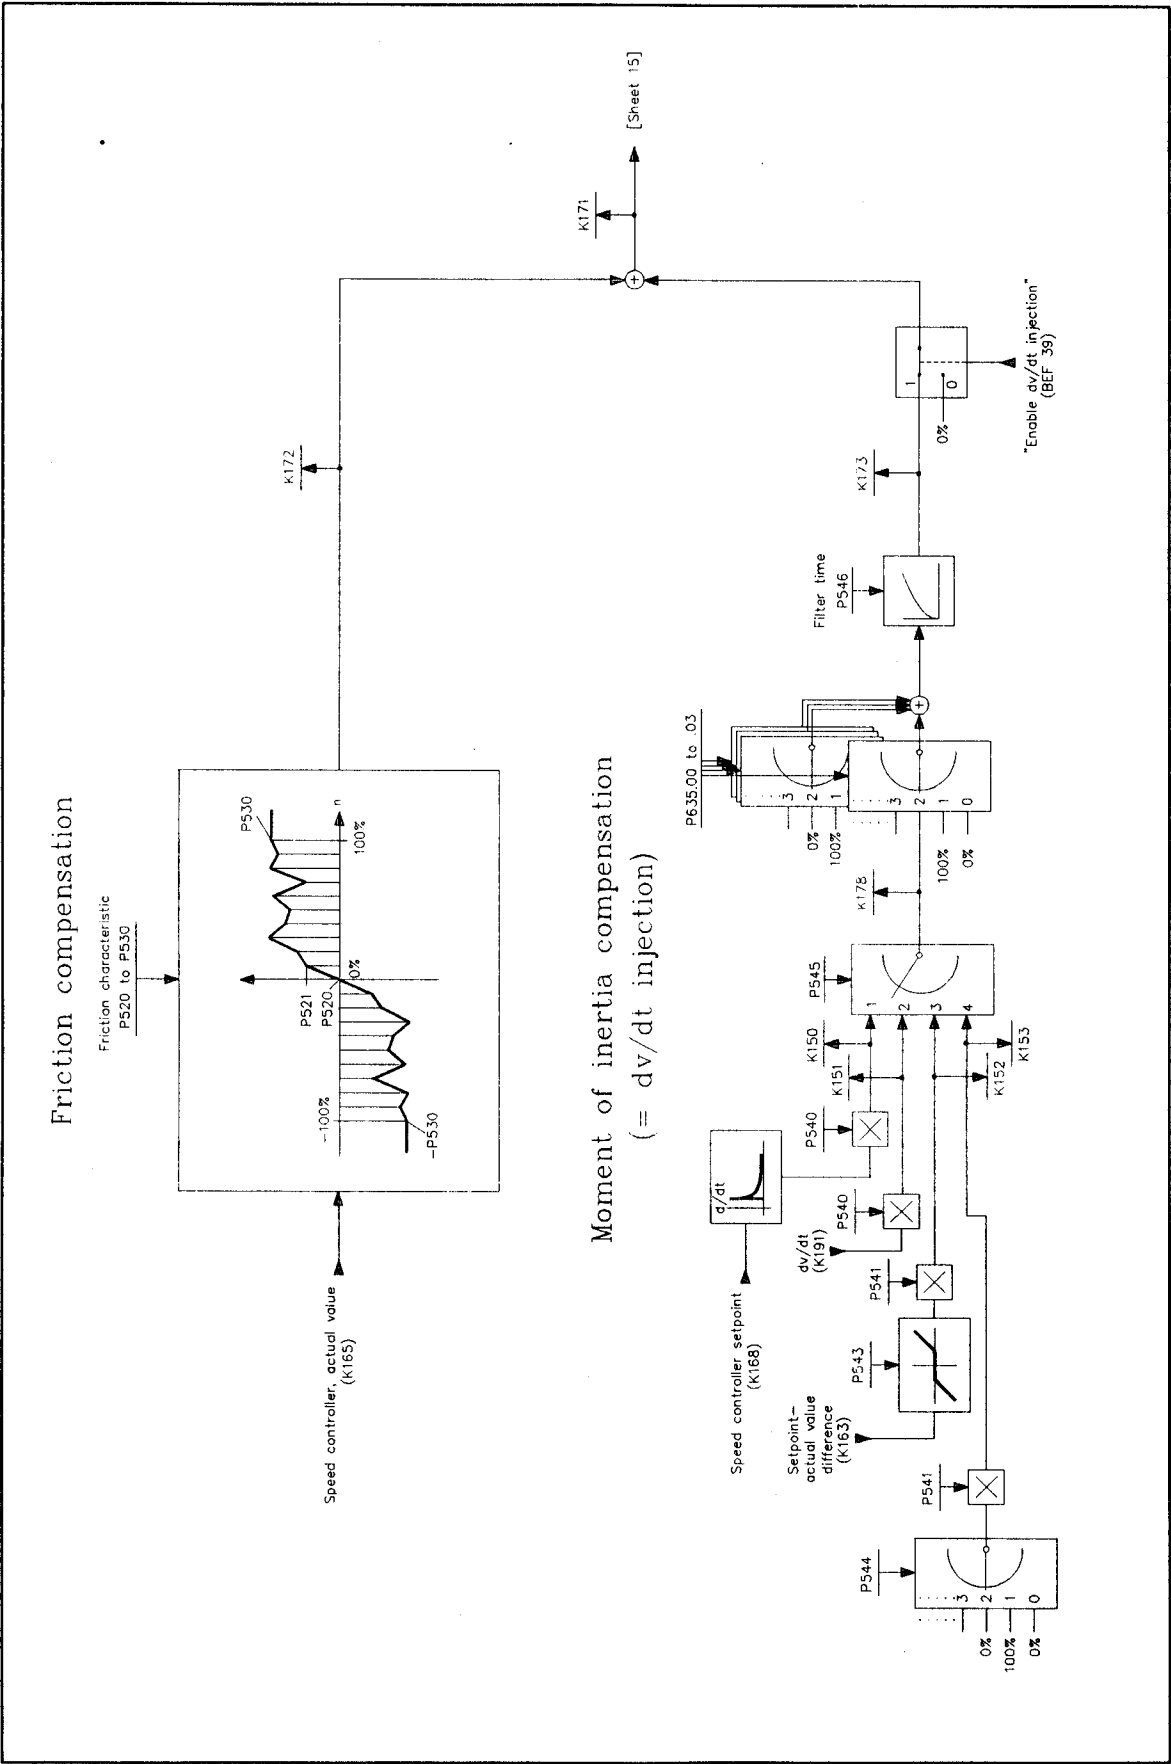 Friction compensation
Friction characteristic
P520 to P530
P530
P521
P520
0%
100%
n
-100%
-P530
Speed controller, actual value
(K165)
K172
K171
[Sheet 15]
Moment of inertia compensation
(= dv/dt injection)
Speed controller setpoint
(K168)
d/dt
P540
K150
dv/dt
(K191)
P540
K151
Setpoint-
actual value
difference
(K163)
P543
P541
K152
P544
3
2
1
0
0%
100%
0%
P541
K153
P545
1
2
3
4
K178
P635.00 to .03
3
2
1
0%
100%
3
2
1
0
100%
0%
Filter time
P546
K173
1
0
0%
"Enable dv/dt injection"
(BEF 39)